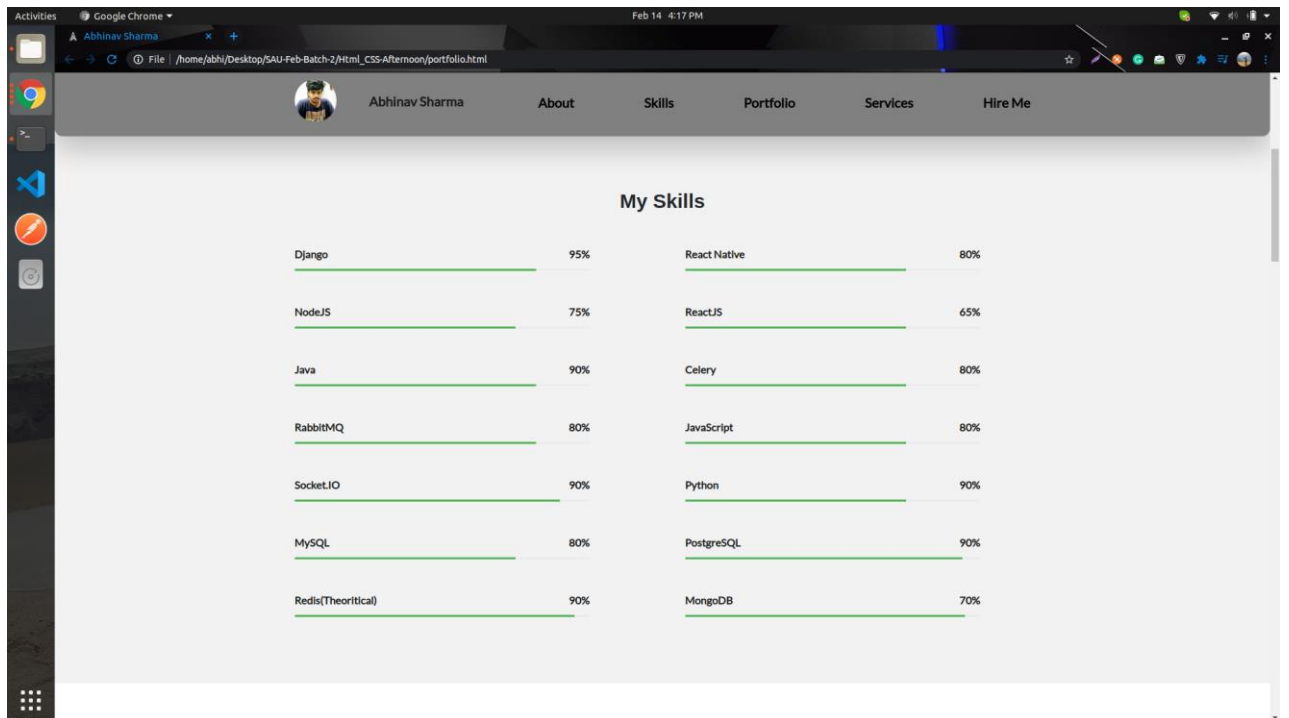 Activities Google Chrome Feb 14 4:17 PM
Abhinav Sharma
File /home/abhi/Desktop/SAU-Feb-Batch-2/Html_CSS-Afternoon/portfolio.html
Abhinav Sharma About Skills Portfolio Services Hire Me
My Skills
Django 95% React Native 80%
NodeJS 75% ReactJS 65%
Java 90% Celery 80%
RabbitMQ 80% JavaScript 80%
Socket.IO 90% Python 90%
MySQL 80% PostgreSQL 90%
Redis(Theoritical) 90% MongoDB 70%